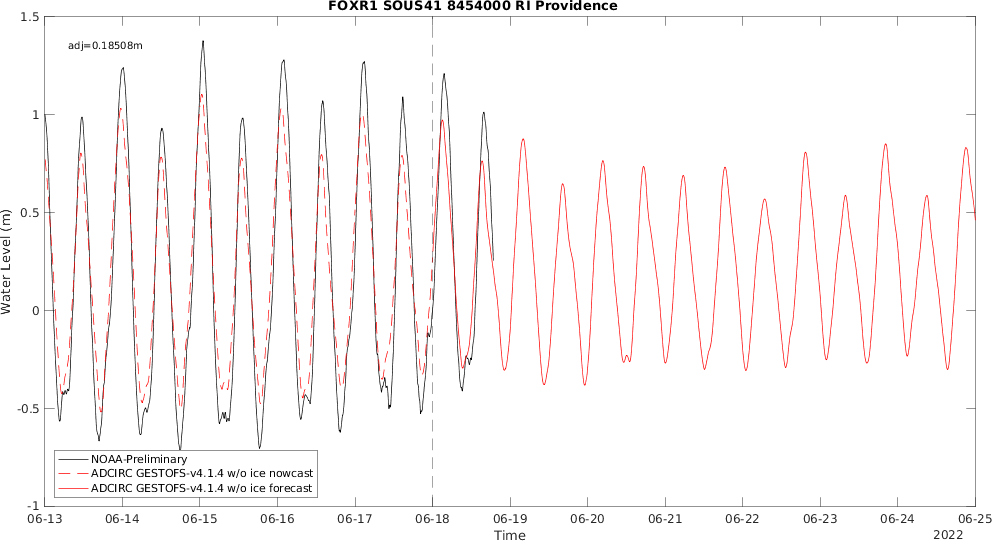 FOXR1 SOUS41 8454000 RI Providence
adj=0.18508m
Water Level (m)
1.5
1
0.5
0
-0.5
-1
NOAA-Preliminary
ADCIRC GESTOFS-v4.1.4 w/o ice nowcast
ADCIRC GESTOFS-v4.1.4 w/o ice forecast
06-13 06-14 06-15 06-16 06-17 06-18 06-19 06-20 06-21 06-22 06-23 06-24 06-25
Time
2022